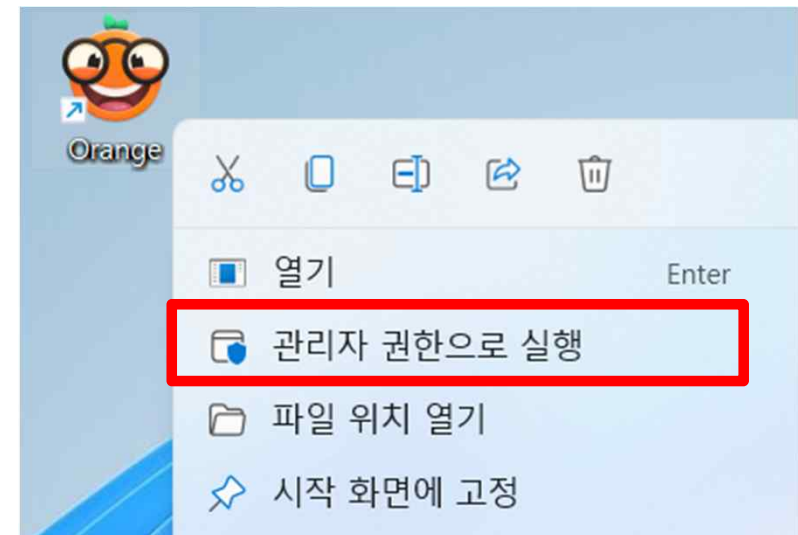 Orange
열기 Enter
관리자 권한으로 실행
파일 위치 열기
시작 화면에 고정